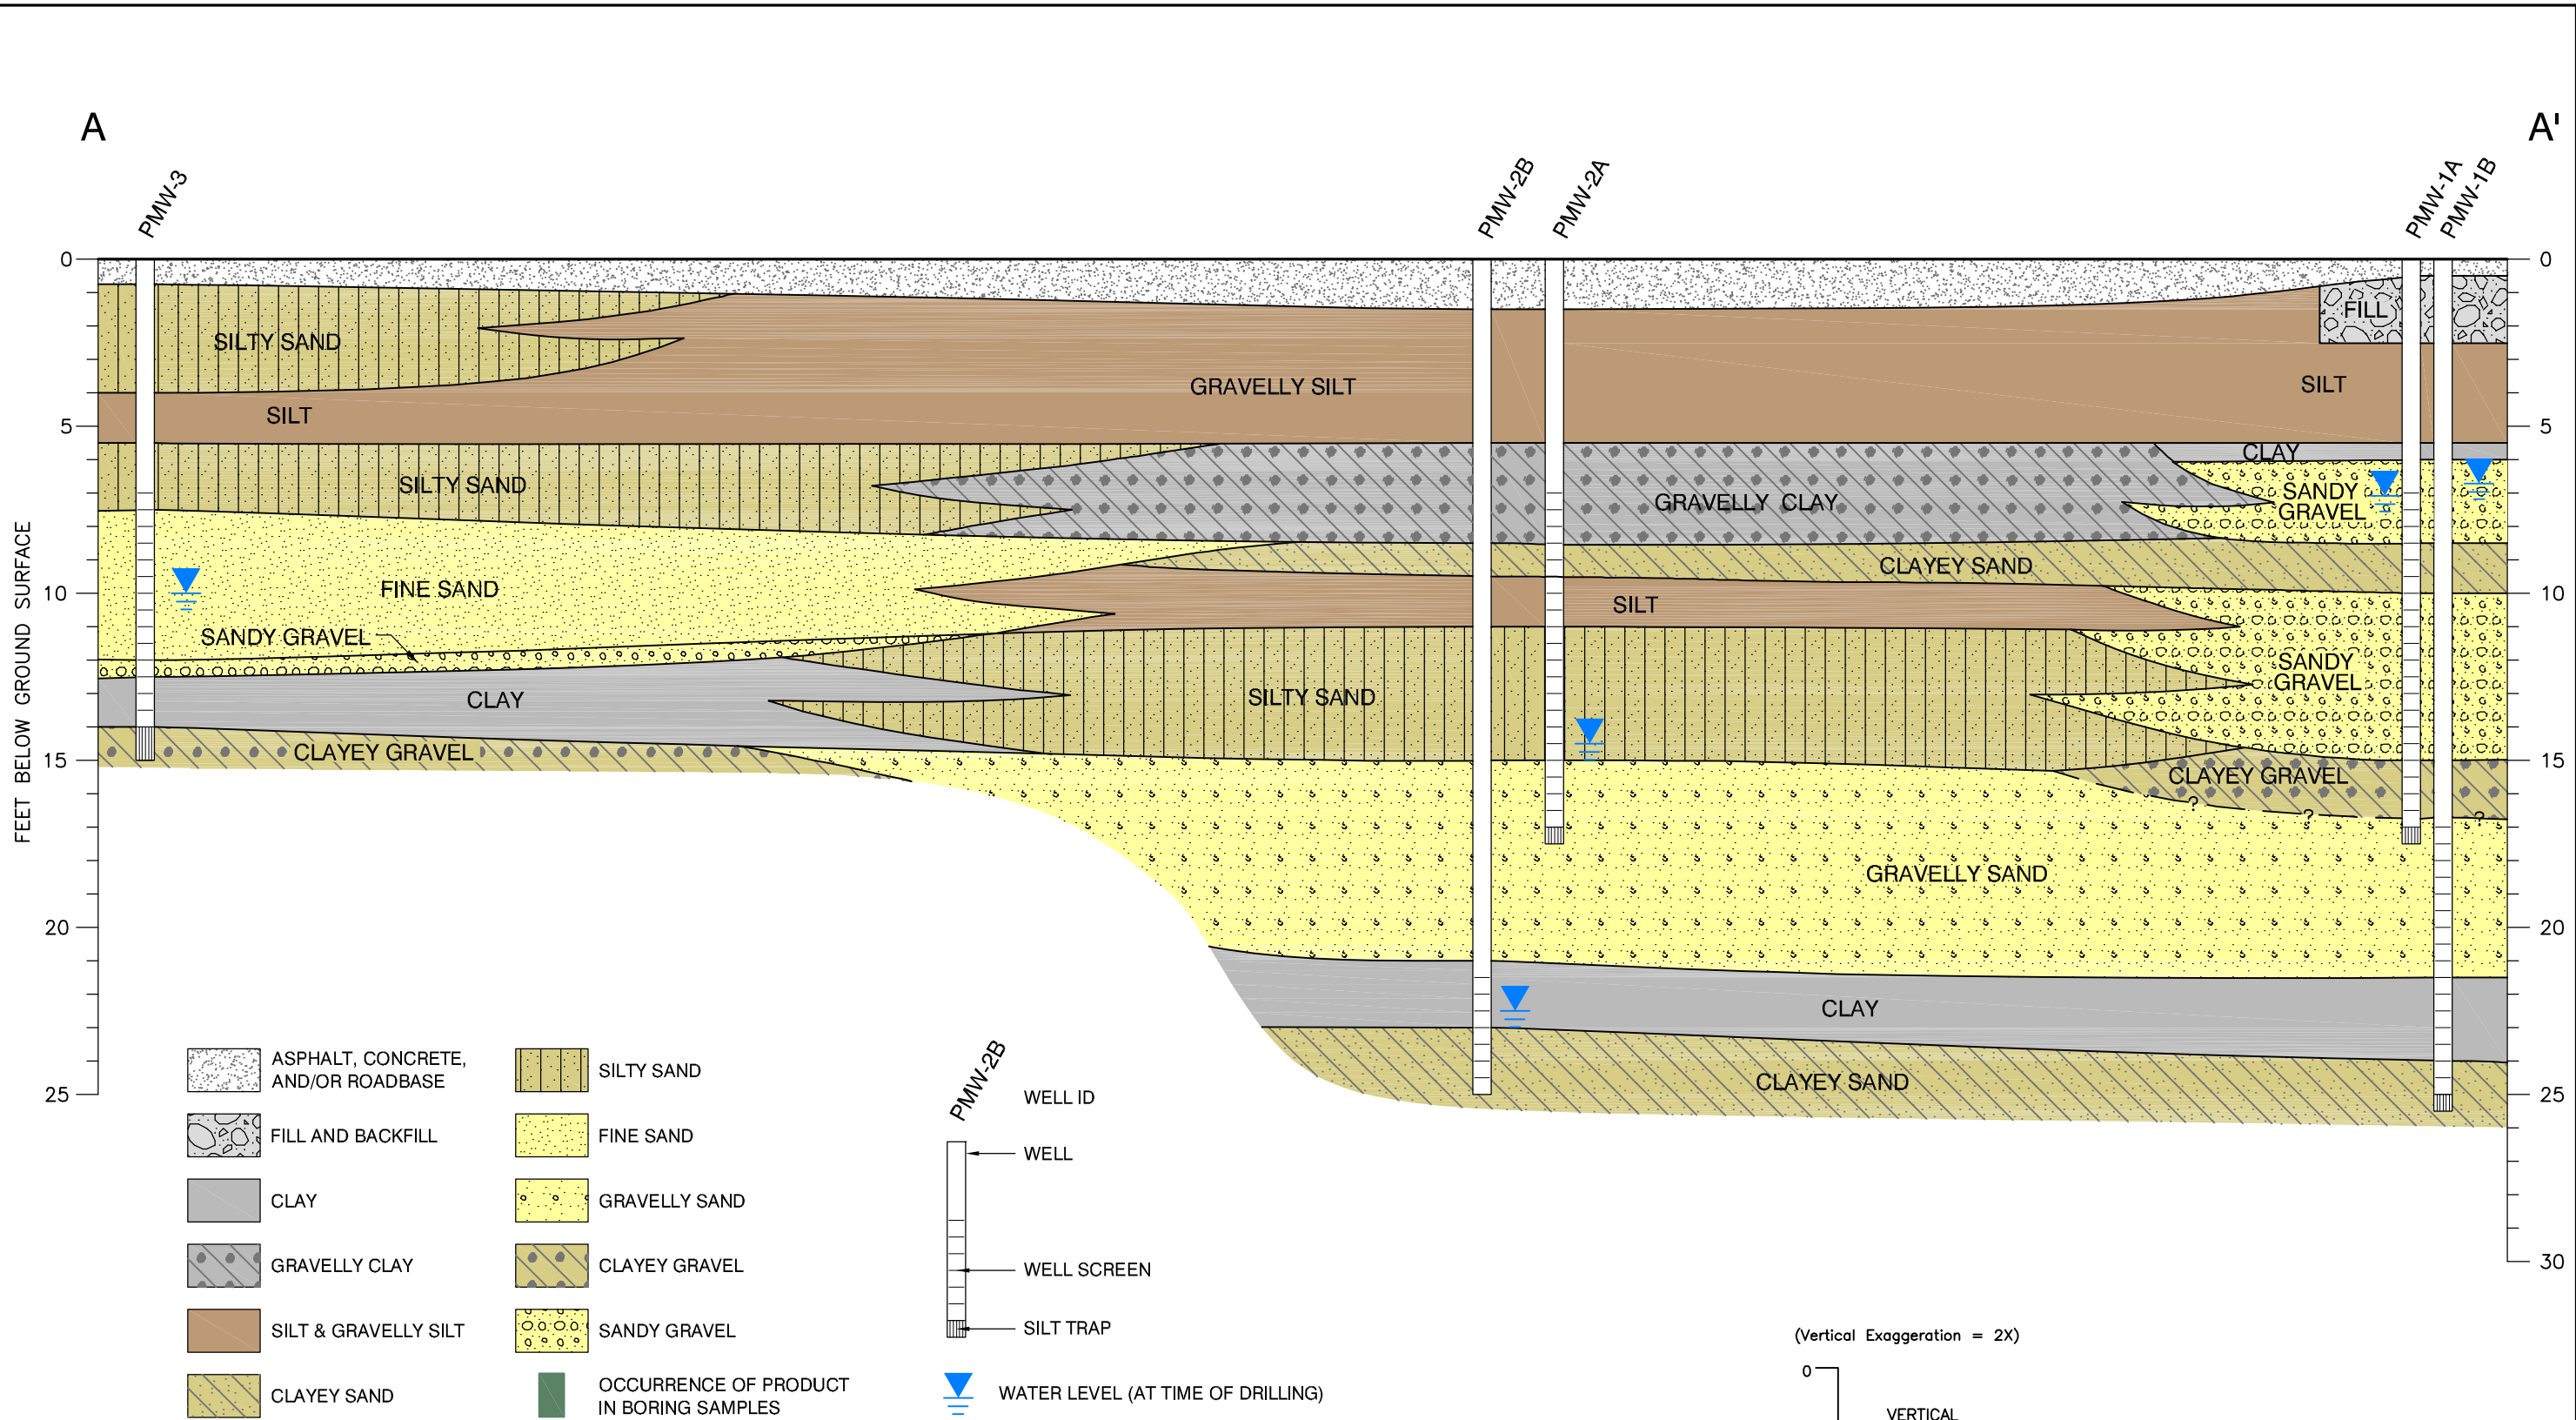 A
A'
PMW-3
PMW-2B
PMW-2A
PMW-1A
PMW-1B
0
0
FILL
SILTY SAND
GRAVELLY SILT
SILT
SILT
5
5
CLAY
SILTY SAND
GRAVELLY CLAY
SANDY
GRAVEL
CLAYEY SAND
FINE SAND
10
10
SILT
SANDY GRAVEL
SANDY
GRAVEL
CLAY
SILTY SAND
CLAYEY GRAVEL
15
15
CLAYEY GRAVEL
?
?
?
FEET BELOW GROUND SURFACE
GRAVELLY SAND
20
20
CLAY
CLAYEY SAND
25
25
30
ASPHALT, CONCRETE,
AND/OR ROADBASE
FILL AND BACKFILL
CLAY
GRAVELLY CLAY
SILT & GRAVELLY SILT
CLAYEY SAND
SILTY SAND
FINE SAND
GRAVELLY SAND
CLAYEY GRAVEL
SANDY GRAVEL
OCCURRENCE OF PRODUCT
IN BORING SAMPLES
PMW-2B
WELL ID
WELL
WELL SCREEN
SILT TRAP
WATER LEVEL (AT TIME OF DRILLING)
(Vertical Exaggeration = 2X)
0
VERTICAL